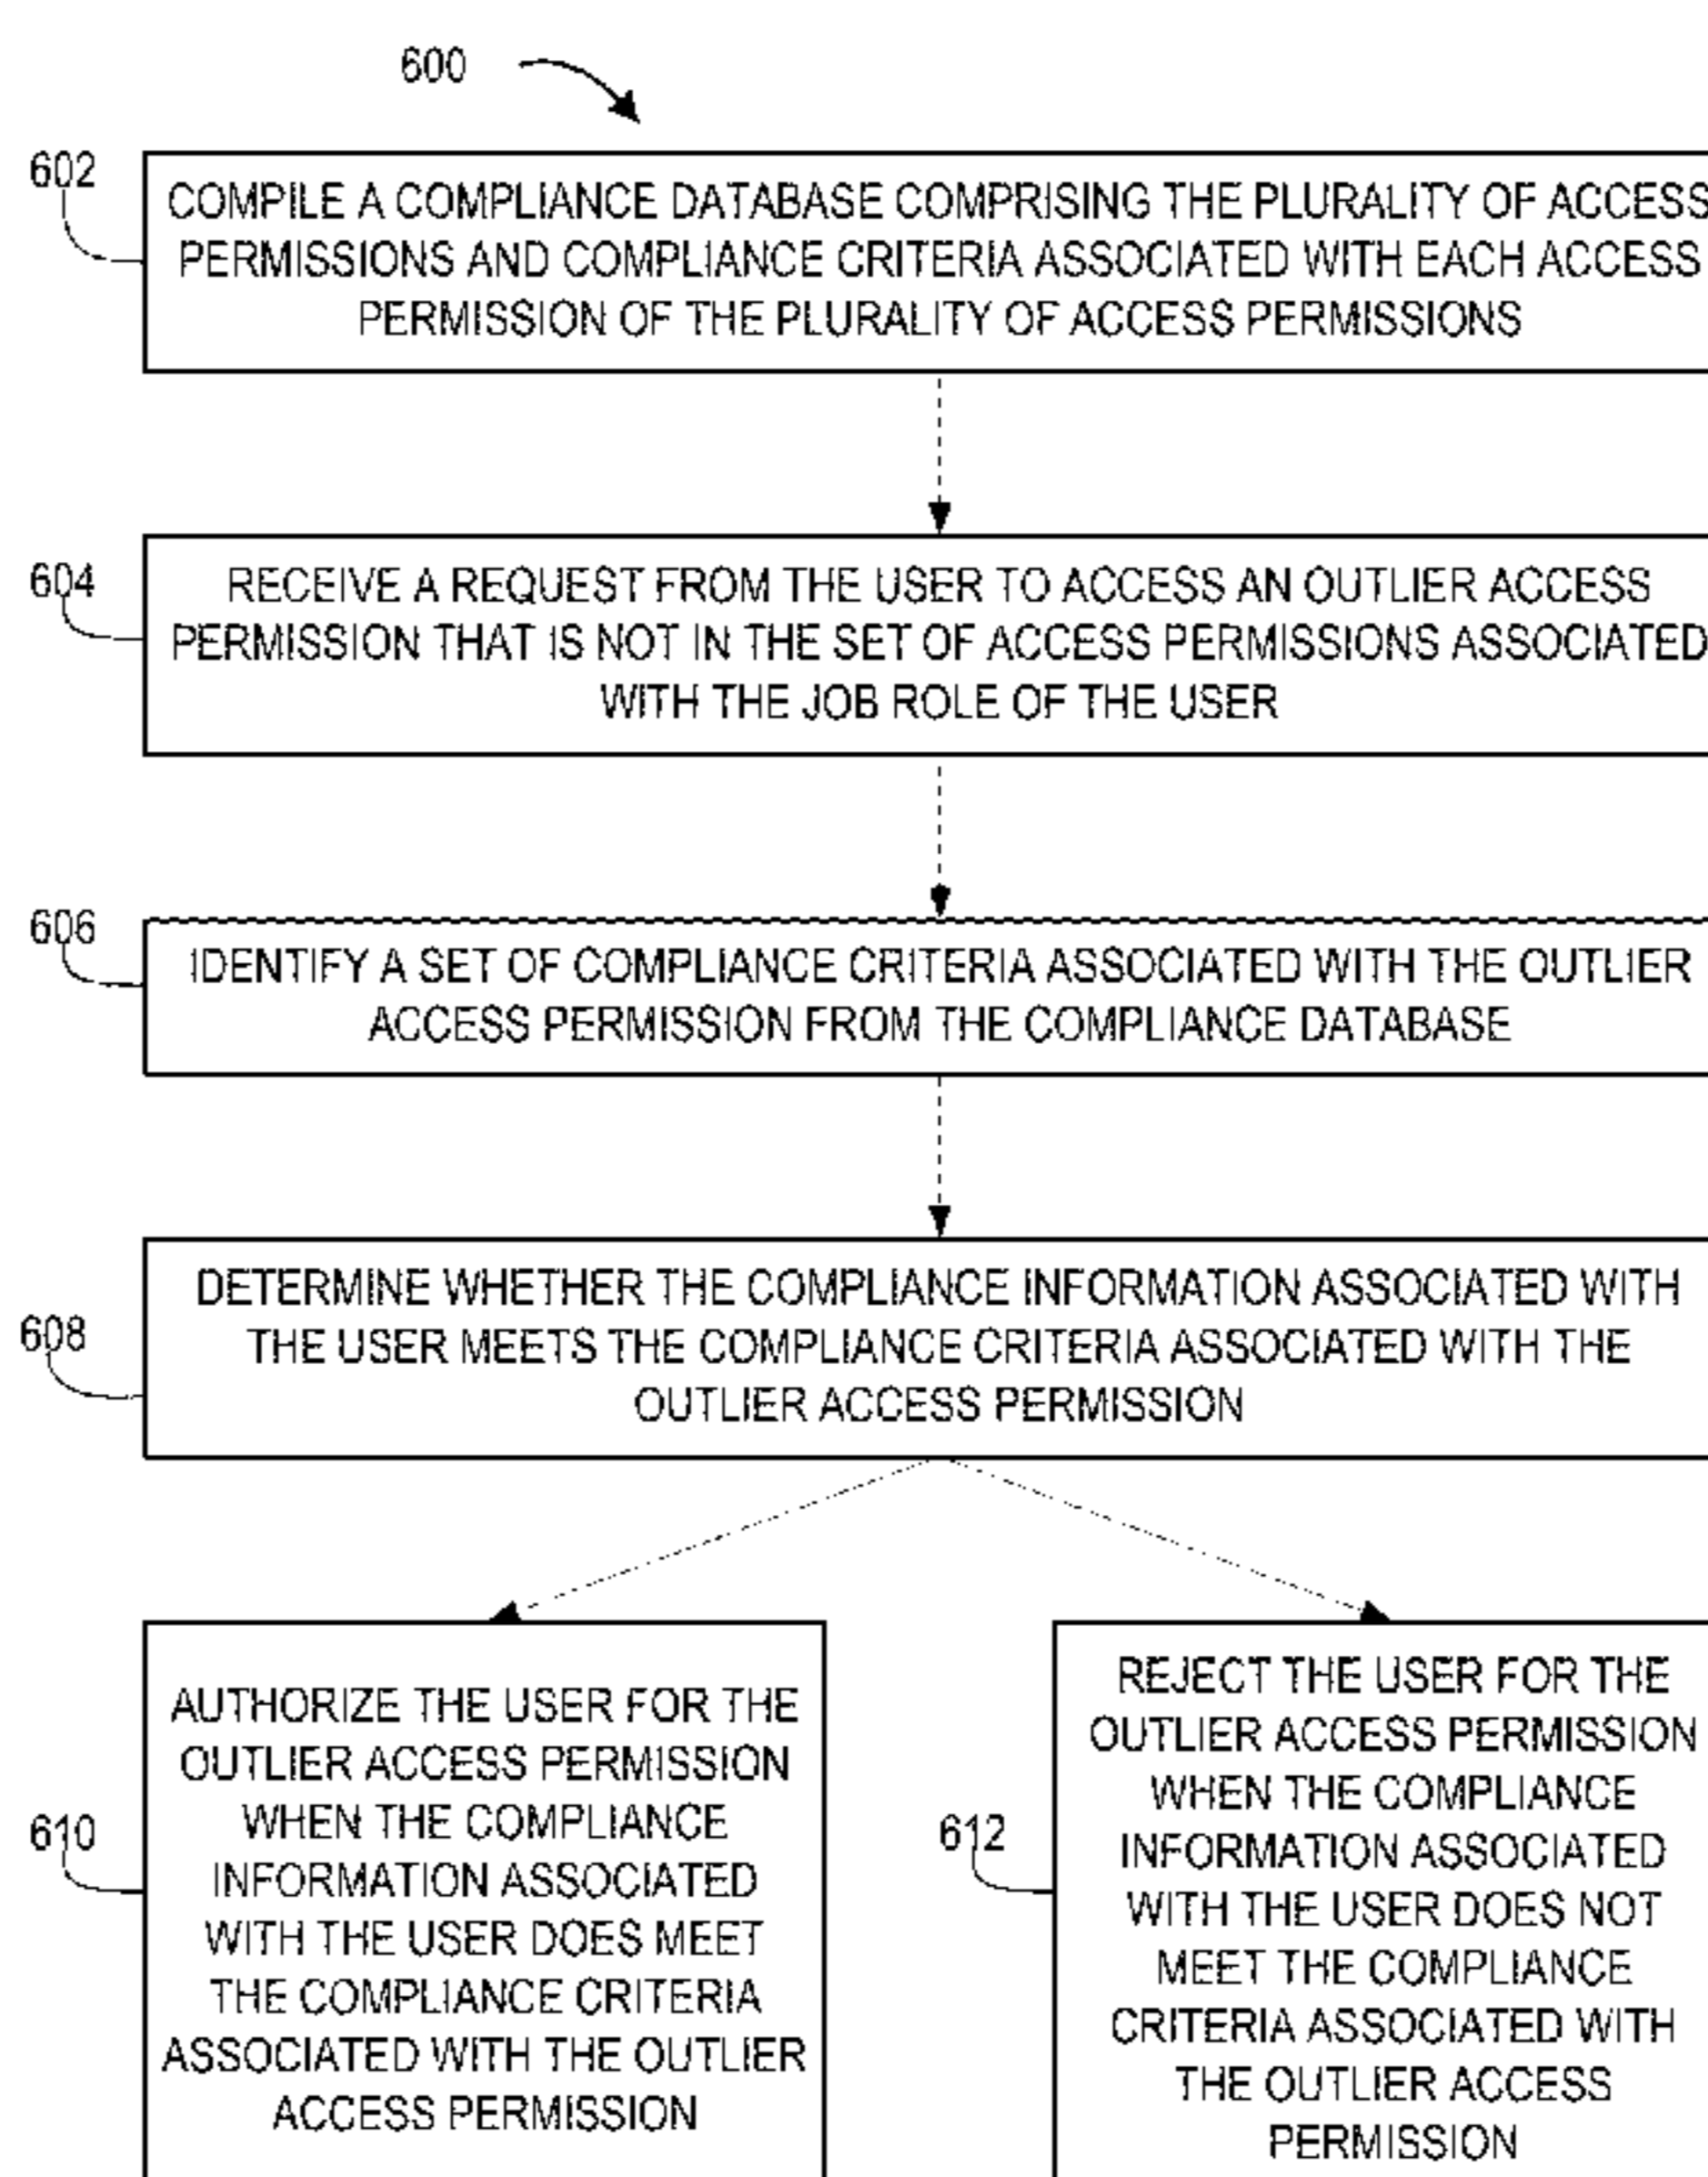 600
602
COMPILE A COMPLIANCE DATABASE COMPRISING THE PLURALITY OF ACCESS
PERMISSIONS AND COMPLIANCE CRITERIA ASSOCIATED WITH EACH ACCESS
PERMISSION OF THE PLURALITY OF ACCESS PERMISSIONS
604
RECEIVE A REQUEST FROM THE USER TO ACCESS AN OUTLIER ACCESS
PERMISSION THAT IS NOT IN THE SET OF ACCESS PERMISSIONS ASSOCIATED
WITH THE JOB ROLE OF THE USER
606
IDENTIFY A SET OF COMPLIANCE CRITERIA ASSOCIATED WITH THE OUTLIER
ACCESS PERMISSION FROM THE COMPLIANCE DATABASE
608
DETERMINE WHETHER THE COMPLIANCE INFORMATION ASSOCIATED WITH
THE USER MEETS THE COMPLIANCE CRITERIA ASSOCIATED WITH THE
OUTLIER ACCESS PERMISSION
610
AUTHORIZE THE USER FOR THE
OUTLIER ACCESS PERMISSION
WHEN THE COMPLIANCE
INFORMATION ASSOCIATED
WITH THE USER DOES MEET
THE COMPLIANCE CRITERIA
ASSOCIATED WITH THE OUTLIER
ACCESS PERMISSION
612
REJECT THE USER FOR THE
OUTLIER ACCESS PERMISSION
WHEN THE COMPLIANCE
INFORMATION ASSOCIATED
WITH THE USER DOES NOT
MEET THE COMPLIANCE
CRITERIA ASSOCIATED WITH
THE OUTLIER ACCESS
PERMISSION